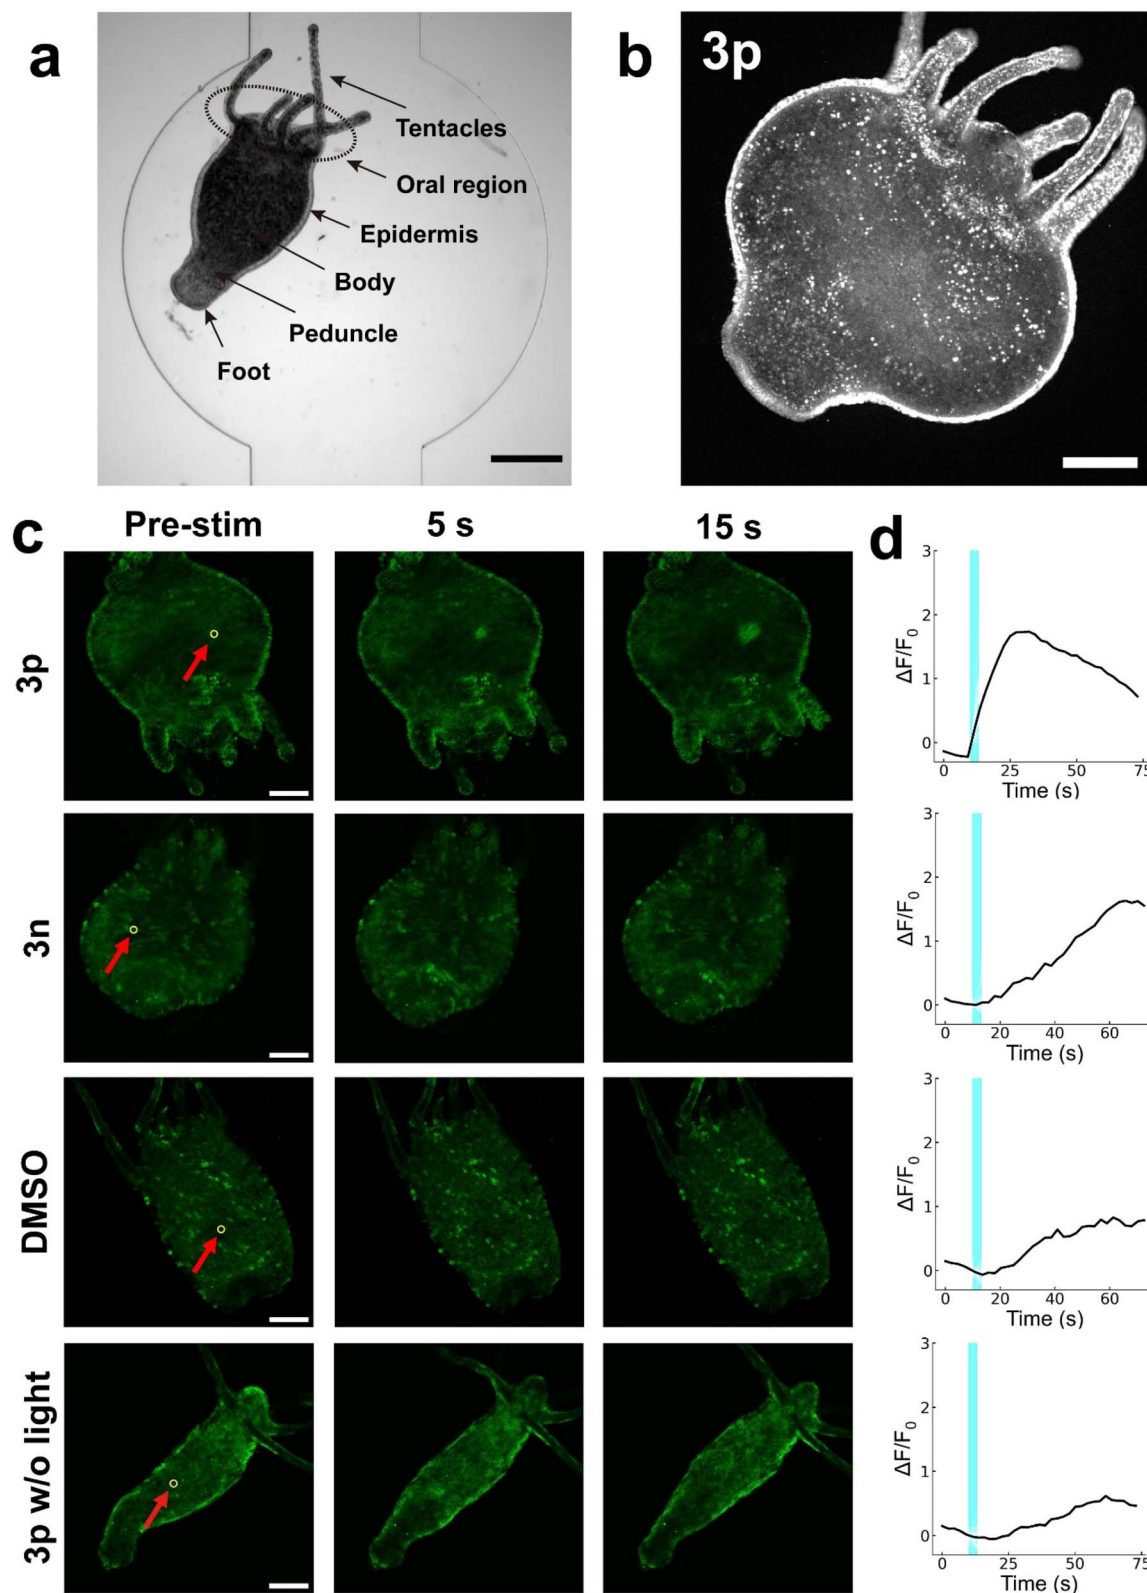 a
Tentacles
Oral region
Epidermis
Body
Peduncle
Foot
b
3p
c
Pre-stim
5 s
15 s
3p
3n
DMSO
3p w/o light
d
3
2
1
0
ΔF/F0
0
25
50
75
Time (s)
3
2
1
0
ΔF/F0
0
20
40
60
Time (s)
3
2
1
0
ΔF/F0
0
20
40
60
Time (s)
3
2
1
0
ΔF/F0
0
25
50
75
Time (s)